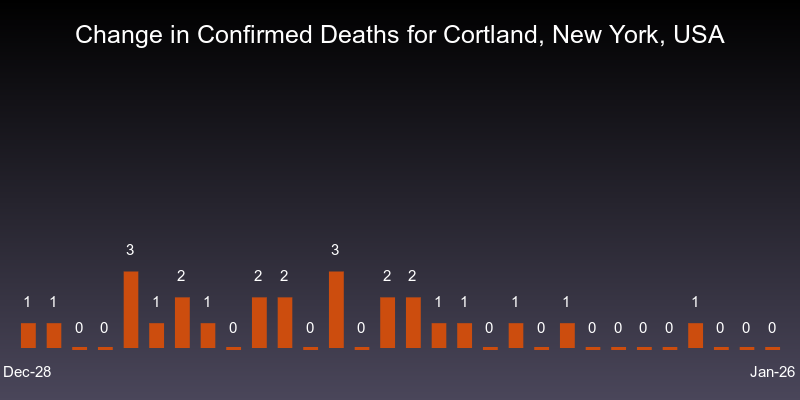 Change in Confirmed Deaths for Cortland, New York, USA
1 1 0 0 3 1 2 1 0 2 2 0 3 0 2 2 1 1 0 1 0 1 0 0 0 0 1 0 0 0
Dec-28 Jan-26